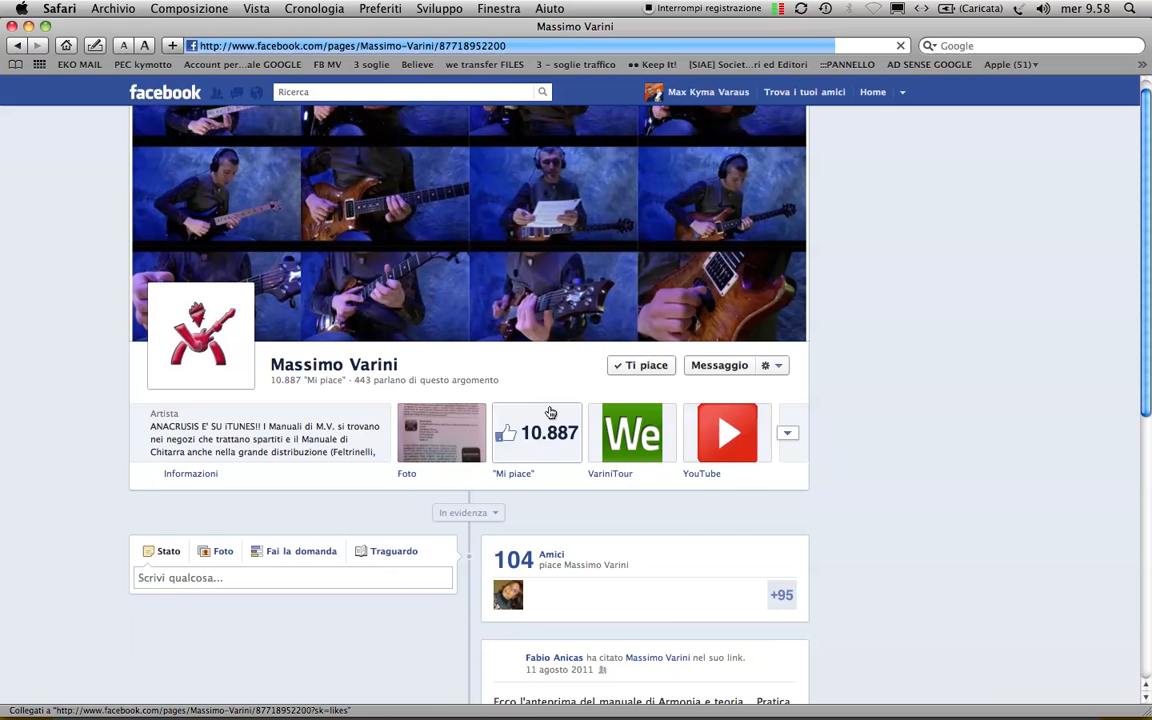 Safari Archivio Composizione Vista Cronologia Preferiti Sviluppo Finestra Aiuto Interrompi registrazione (Caricata) mer 9.58
Massimo Varini
A A + http://www.facebook.com/pages/Massimo-Varini/87718952200 Google
EKO MAIL PEC kymotto Account per...ale GOOGLE FB MV 3 soglie Believe we transfer FILES 3 - soglie traffico •• Keep It! [SIAE] Societ...ri ed Editori :::PANNELLO AD SENSE GOOGLE Apple (51)
facebook Ricerca Max Kyma Varaus Trova i tuoi amici Home
Massimo Varini
10.887 "Mi piace" · 443 parlano di questo argomento
Ti piace Messaggio
Artista
ANACRUSIS E' SU iTUNES!! I Manuali di M.V. si trovano
nei negozi che trattano spartiti e il Manuale di
Chitarra anche nella grande distribuzione (Feltrinelli,
Informazioni
Foto
10.887
"Mi piace"
We
VariniTour
YouTube
In evidenza
Stato Foto Fai la domanda Traguardo
Scrivi qualcosa...
104 Amici
piace Massimo Varini
+95
Fabio Anicas ha citato Massimo Varini nel suo link.
11 agosto 2011
Ecco l'anteprima del manuale di Armonia e teoria Pratica
Collegati a "http://www.facebook.com/pages/Massimo-Varini/87718952200?sk=likes"